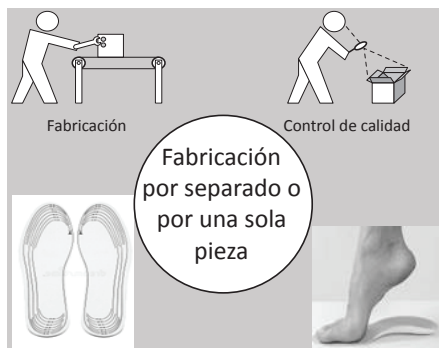 Fabricación
Control de calidad
Fabricación
por separado o
por una sola
pieza